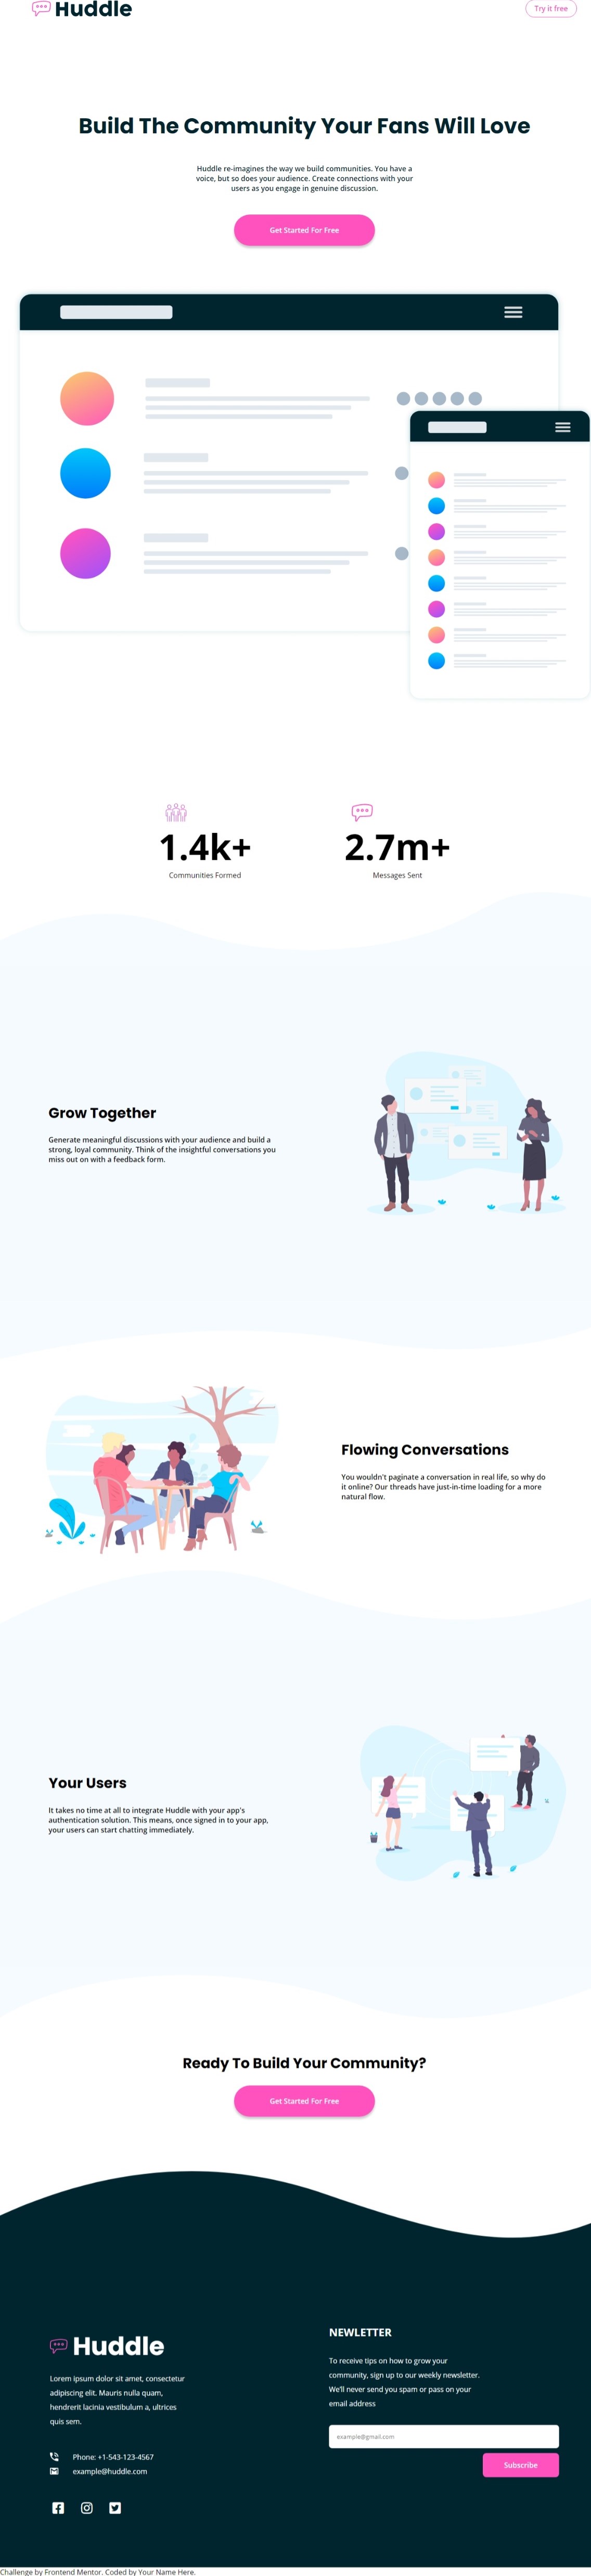 Huddle
Try it free
Build The Community Your Fans Will Love
Huddle re-imagines the way we build communities. You have a
voice, but so does your audience. Create connections with your
users as you engage in genuine discussion.
Get Started For Free
1.4k+
Communities Formed
2.7m+
Messages Sent
Grow Together
Generate meaningful discussions with your audience and build a
strong, loyal community. Think of the insightful conversations you
miss out on with a feedback form.
Flowing Conversations
You wouldn't paginate a conversation in real life, so why do
it online? Our threads have just-in-time loading for a more
natural flow.
Your Users
It takes no time at all to integrate Huddle with your app's
authentication solution. This means, once signed in to your app,
your users can start chatting immediately.
Ready To Build Your Community?
Get Started For Free
Huddle
Lorem ipsum dolor sit amet, consectetur
adipiscing elit. Mauris nulla quam,
hendrerit lacinia vestibulum a, ultrices
quis sem.
Phone: +1-543-123-4567
example@huddle.com
NEWLETTER
To receive tips on how to grow your
community, sign up to our weekly newsletter.
We'll never send you spam or pass on your
email address
example@gmail.com
Subscribe
Challenge by Frontend Mentor. Coded by Your Name Here.